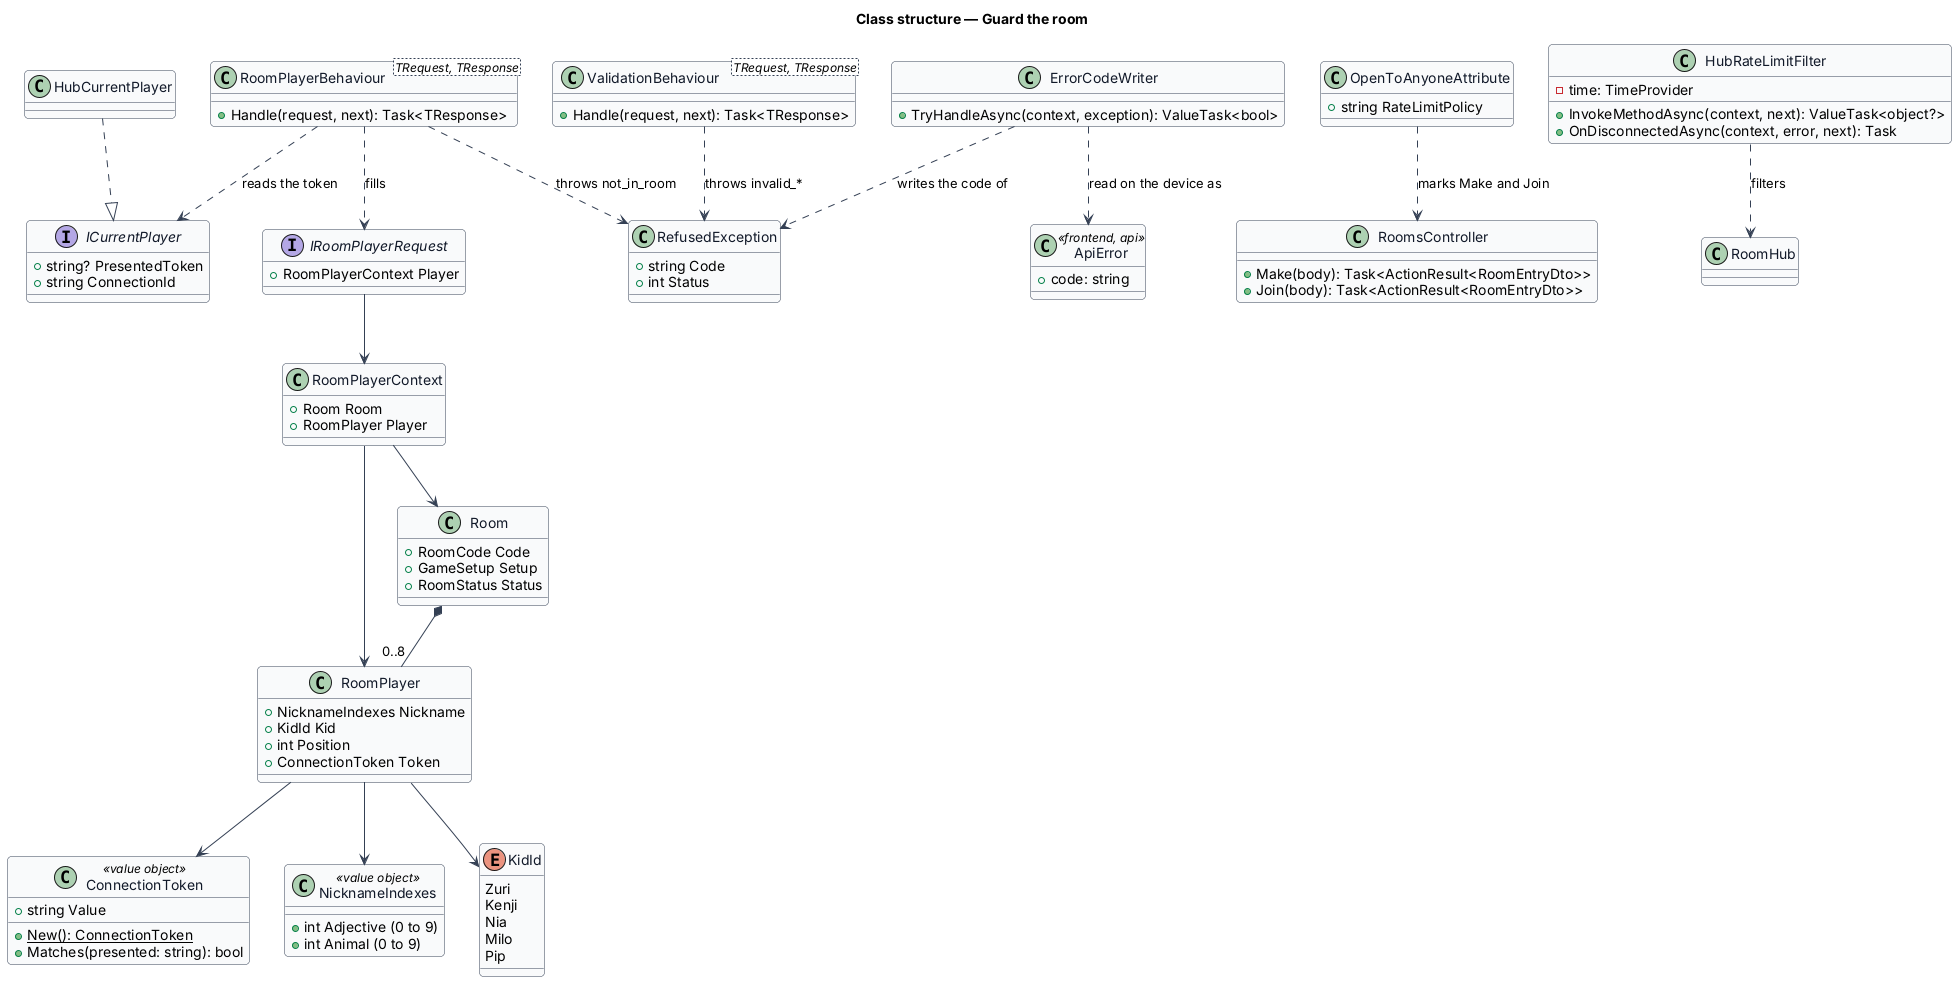 Class structure — Guard the room
C HubCurrentPlayer
C RoomPlayerBehaviour TRequest, TResponse
Handle(request, next): Task<TResponse>
C ValidationBehaviour TRequest, TResponse
Handle(request, next): Task<TResponse>
C ErrorCodeWriter
TryHandleAsync(context, exception): ValueTask<bool>
C OpenToAnyoneAttribute
string RateLimitPolicy
C HubRateLimitFilter
time: TimeProvider
InvokeMethodAsync(context, next): ValueTask<object?>
OnDisconnectedAsync(context, error, next): Task
reads the token
fills
throws not_in_room
throws invalid_*
writes the code of
read on the device as
marks Make and Join
filters
I ICurrentPlayer
string? PresentedToken
string ConnectionId
I IRoomPlayerRequest
RoomPlayerContext Player
C RefusedException
string Code
int Status
C «frontend, api»
ApiError
code: string
C RoomsController
Make(body): Task<ActionResult<RoomEntryDto>>
Join(body): Task<ActionResult<RoomEntryDto>>
C RoomHub
C RoomPlayerContext
Room Room
RoomPlayer Player
C Room
RoomCode Code
GameSetup Setup
RoomStatus Status
0..8
C RoomPlayer
NicknameIndexes Nickname
KidId Kid
int Position
ConnectionToken Token
C «value object»
ConnectionToken
string Value
New(): ConnectionToken
Matches(presented: string): bool
C «value object»
NicknameIndexes
int Adjective (0 to 9)
int Animal (0 to 9)
E KidId
Zuri
Kenji
Nia
Milo
Pip